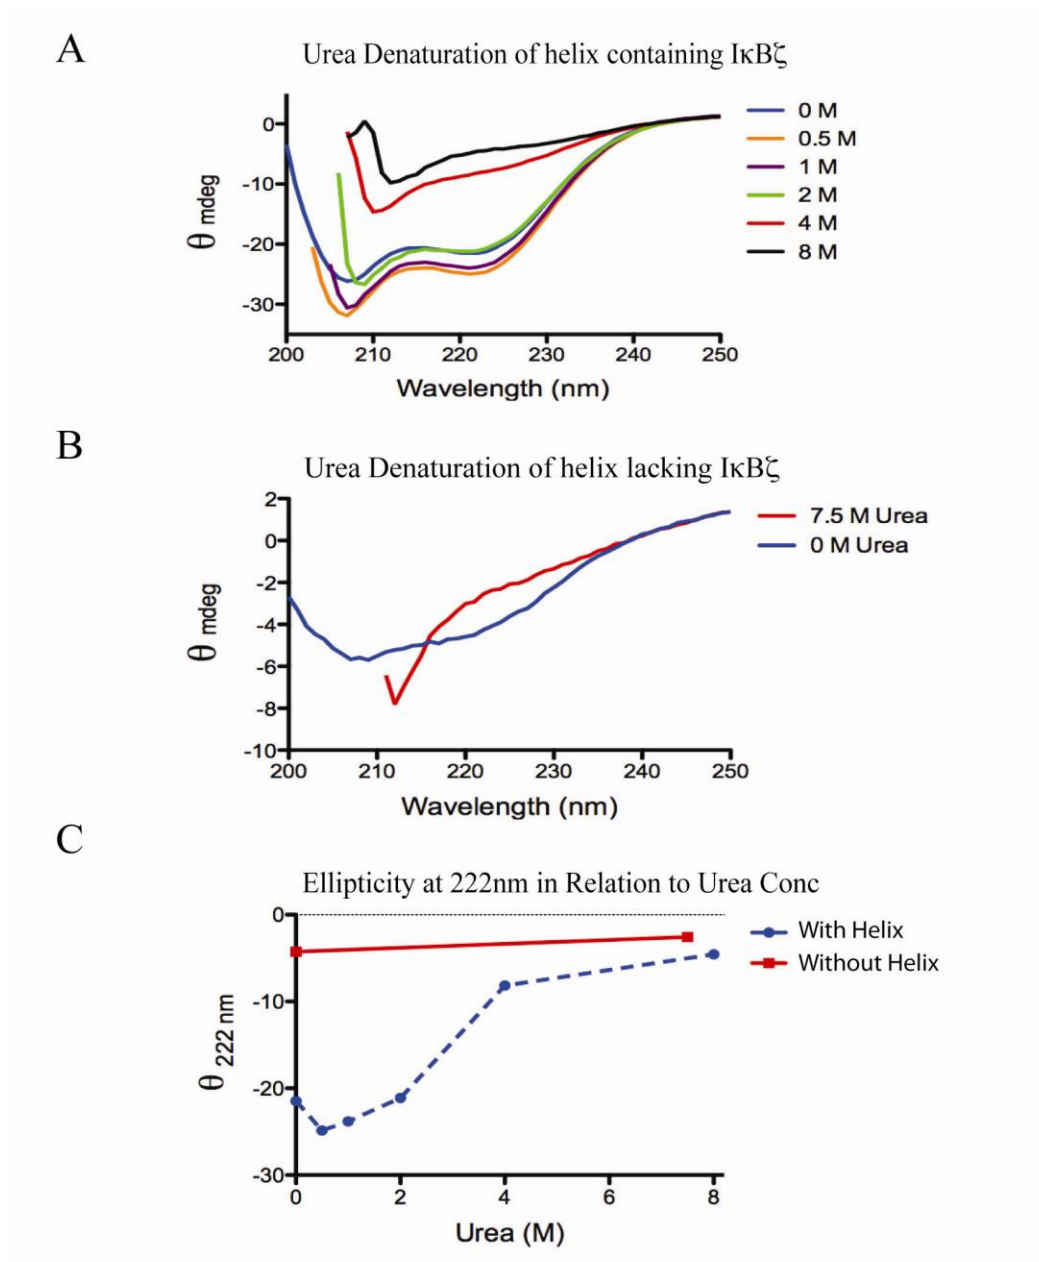 A
Urea Denaturation of helix containing IκBζ
0
-10
-20
-30
θ mdeg
200 210 220 230 240 250
Wavelength (nm)
0 M
0.5 M
1 M
2 M
4 M
8 M
B
Urea Denaturation of helix lacking IκBζ
2
0
-2
-4
-6
-8
-10
θ mdeg
200 210 220 230 240 250
Wavelength (nm)
7.5 M Urea
0 M Urea
C
Ellipticity at 222nm in Relation to Urea Conc
0
-10
-20
-30
θ 222 nm
0 2 4 6 8
Urea (M)
With Helix
Without Helix